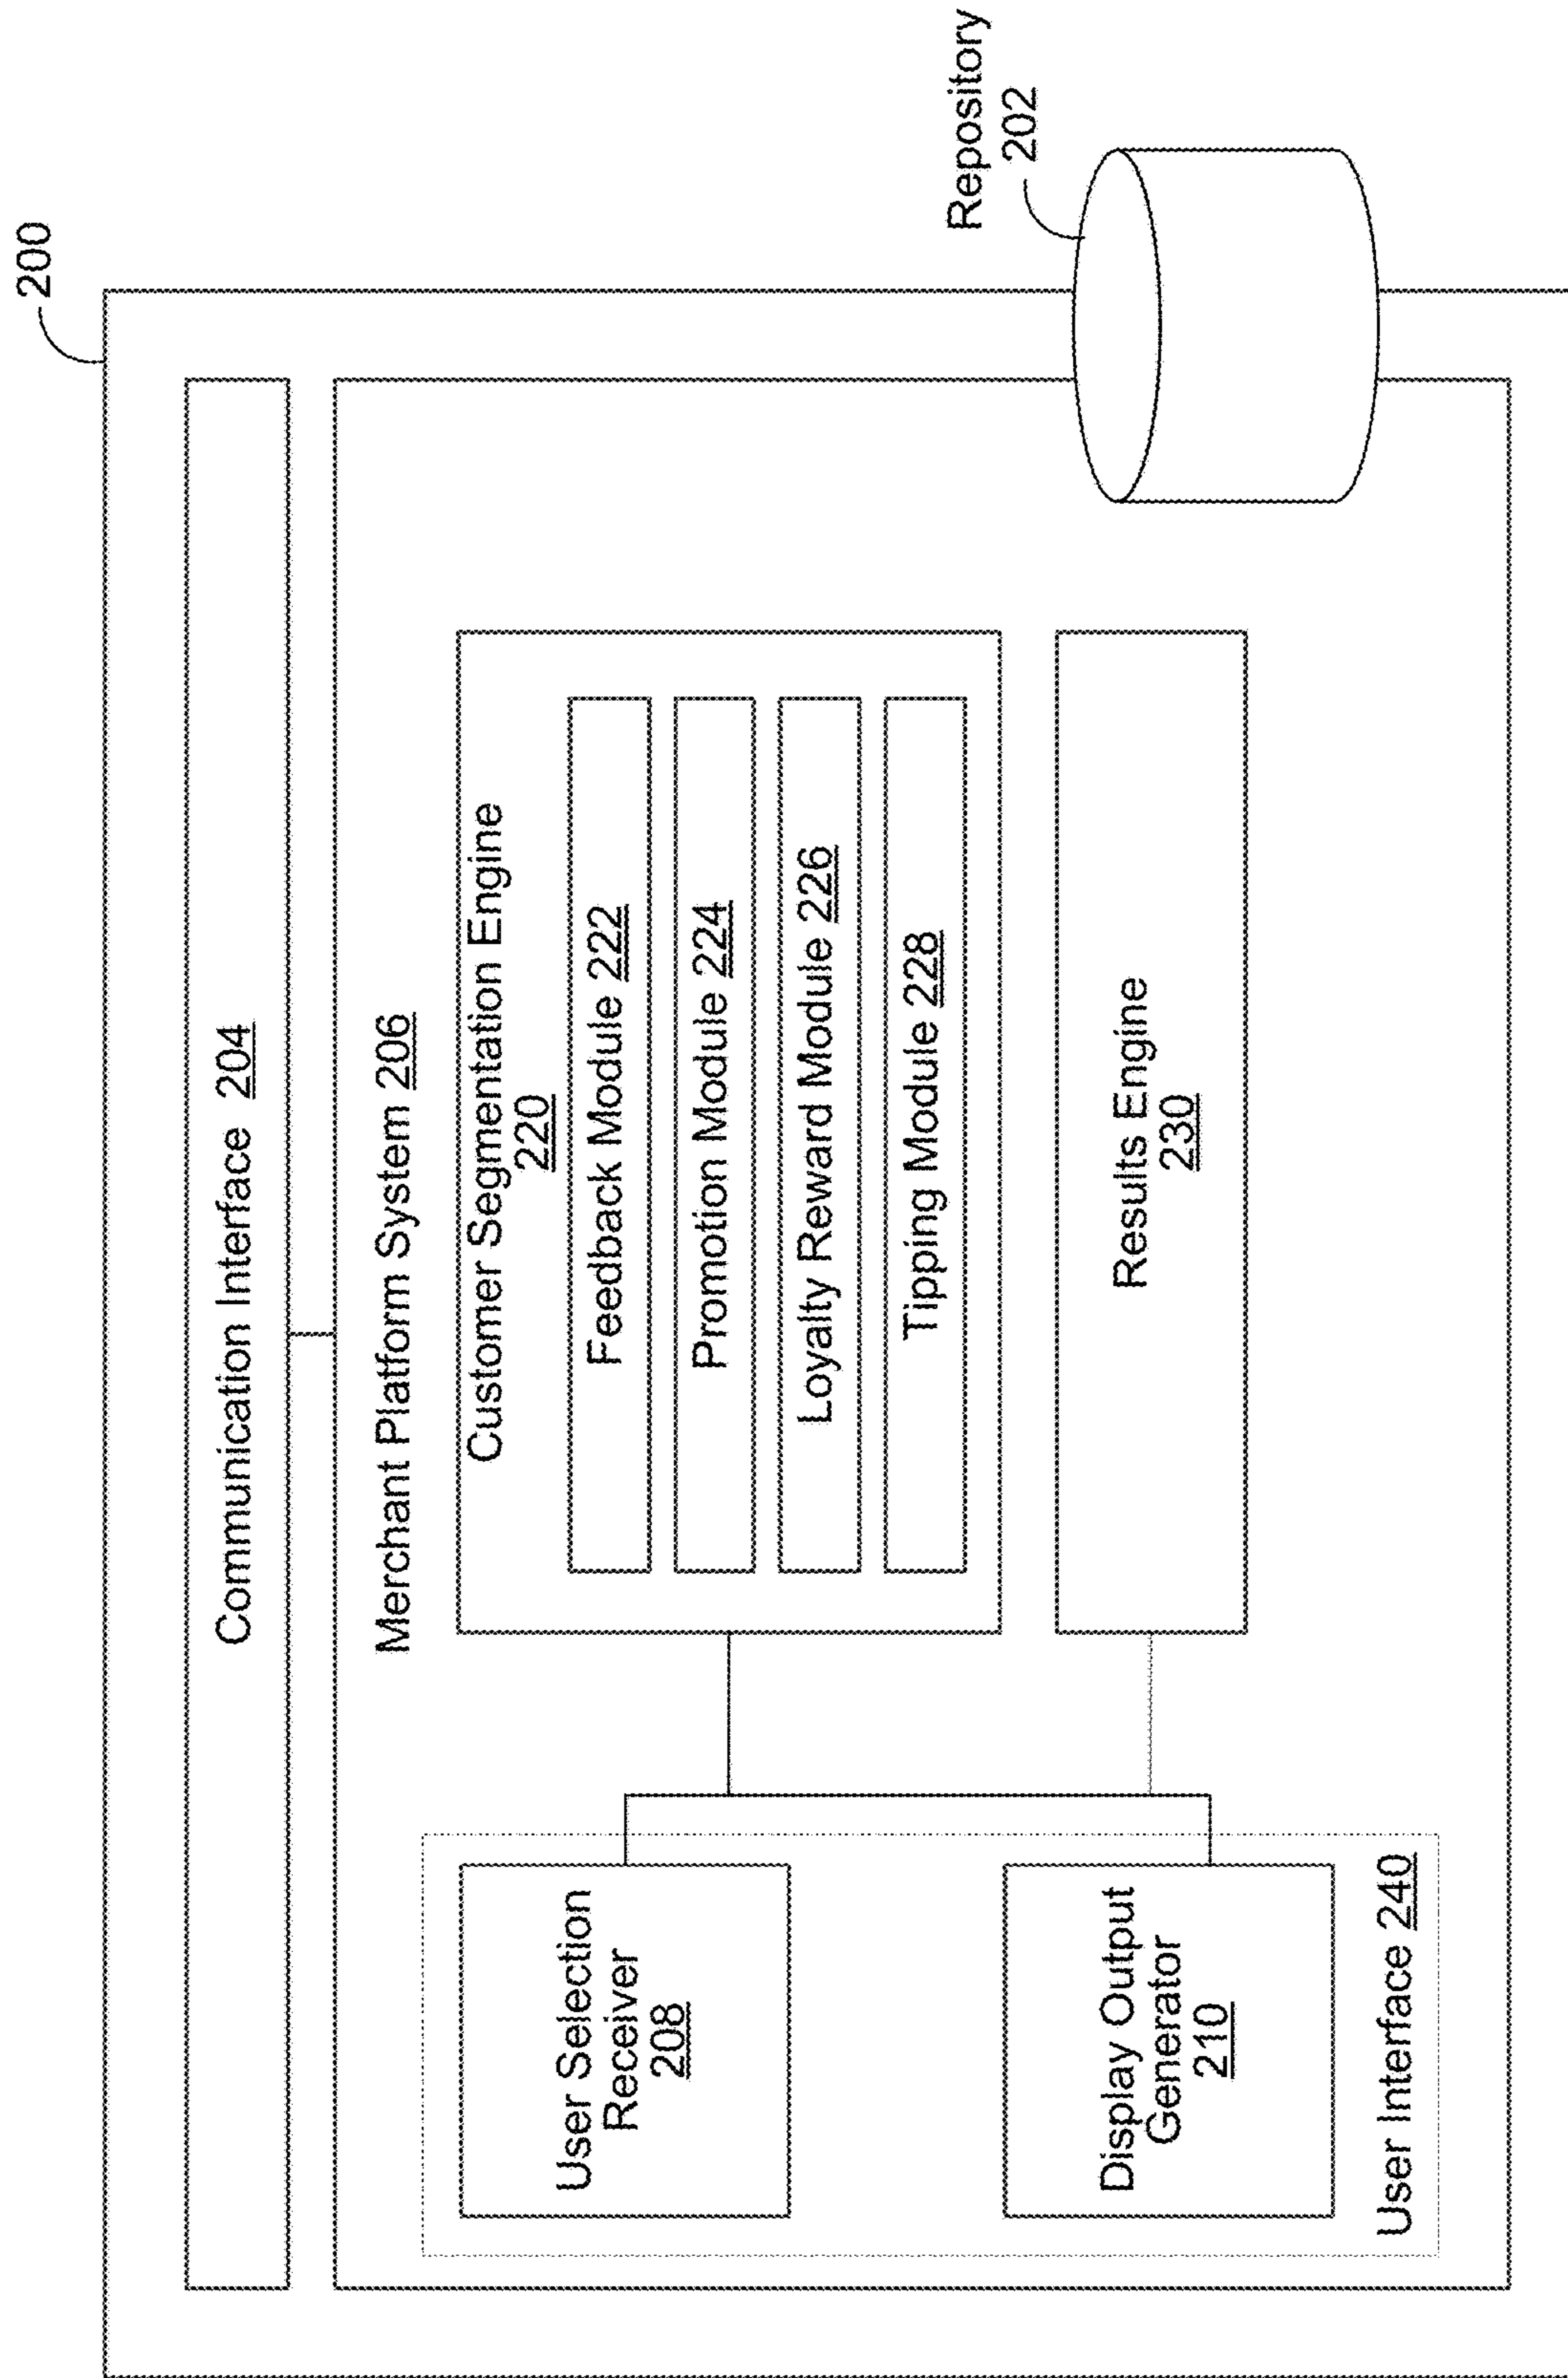 200
Communication Interface 204
Merchant Platform System 206
User Selection
Receiver
208
Display Output
Generator
210
User Interface 240
Customer Segmentation Engine
220
Feedback Module 222
Promotion Module 224
Loyalty Reward Module 226
Tipping Module 228
Results Engine
230
Repository
202